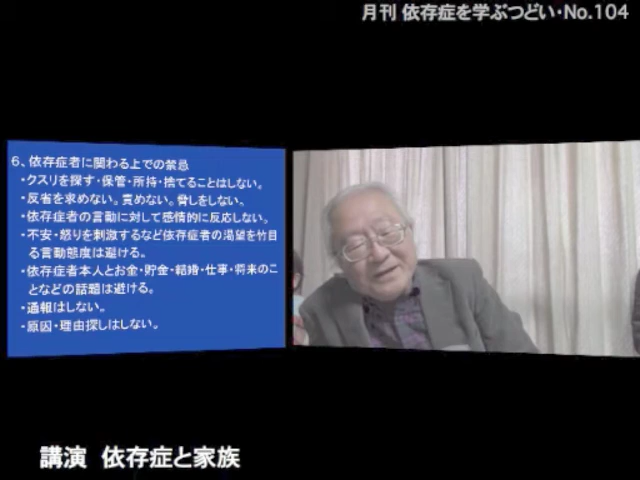 月刊 依存症を学ぶつどい・No.104
6、依存症者に関わる上での禁忌
・クスリを探す・保管・所持・捨てることはしない。
・反省を求めない。責めない。脅しをしない、
・依存症者の言動に対して感情的に反応しない。
・不安・怒りを刺激するなど依存症者の渇望を竹目
る言動態度は避ける。
・依存症者本人とお金・貯金・結婚・仕事・将来のこ
となどの話題は避ける。
・通報はしない。
・原因・理由探しはしない。
講演 依存症と家族